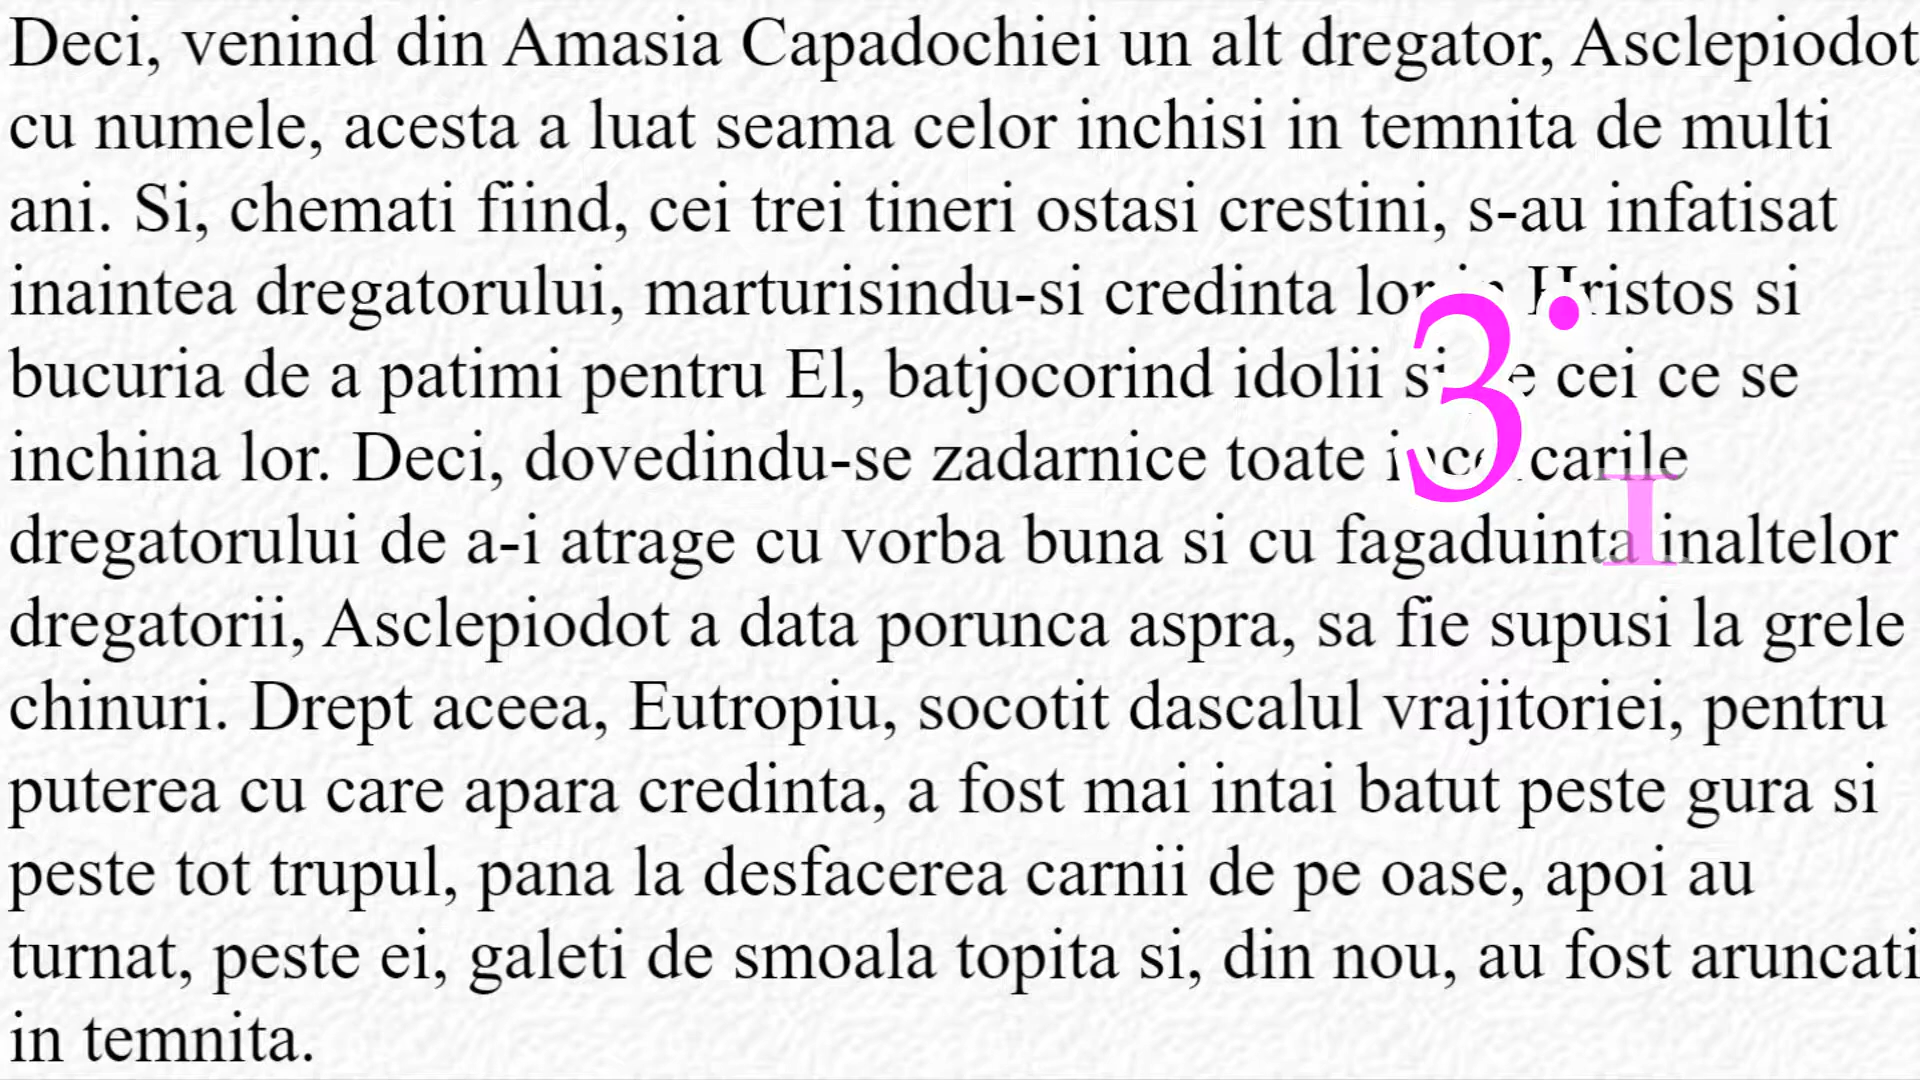 Deci, venind din Amasia Capadochiei un alt dregator, Asclepiodot
cu numele, acesta a luat seama celor inchisi in temnita de multi
ani. Si, chemati fiind, cei trei tineri ostasi crestini, s-au infatisat
inaintea dregatorului, marturisindu-si credinta lor in Hristos si
bucuria de a patimi pentru El, batjocorind idolii si cei ce se
inchina lor. Deci, dovedindu-se zadarnice toate
dregatorului de a-i atrage cu vorba buna si cu fagaduinta inaltelor
dregatorii, Asclepiodot a data porunca aspra, sa fie supusi la grele
chinuri. Drept aceea, Eutropiu, socotit dascalul vrajitoriei, pentru
puterea cu care apara credinta, a fost mai intai batut peste gura si
peste tot trupul, pana la desfacerea carnii de pe oase, apoi au
turnat, peste ei, galeti de smoala topita si, din nou, au fost aruncati
in temnita.
3